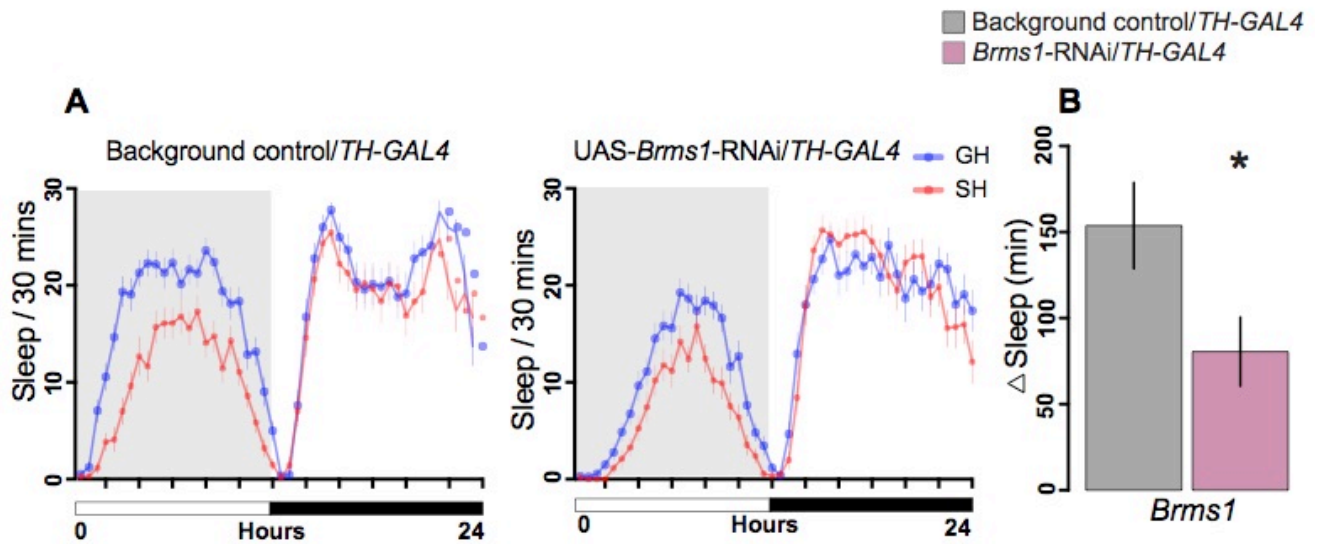 Background control/TH-GAL4
Brms1-RNAi/TH-GAL4
A
B
Background control/TH-GAL4
UAS-Brms1-RNAi/TH-GAL4
GH
SH
Sleep / 30 mins
30
20
10
0
0
Hours
24
Sleep / 30 mins
30
20
10
0
0
Hours
24
△ Sleep (min)
200
150
100
50
0
*
Brms1